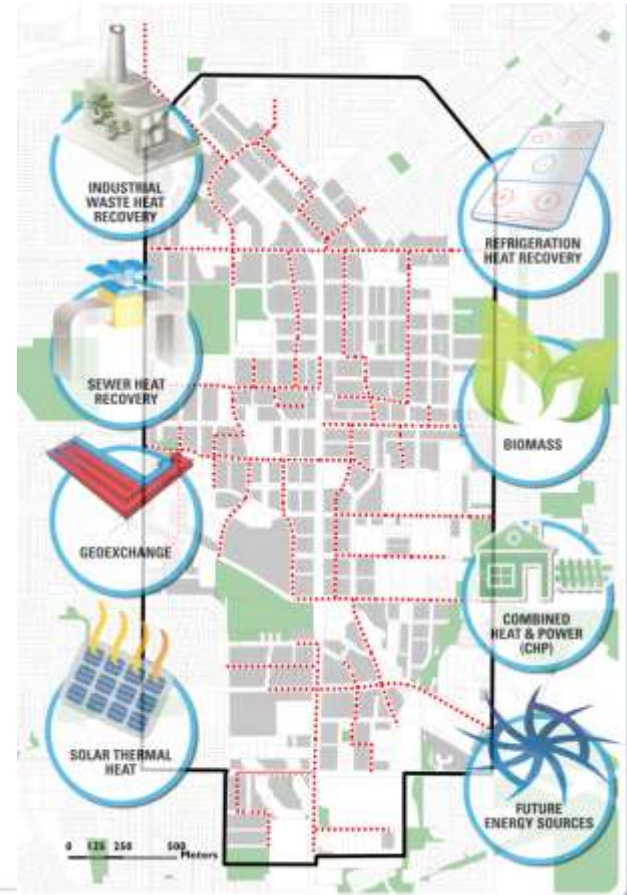 INDUSTRIAL
WASTE HEAT
RECOVERY
REFRIGERATION
HEAT RECOVERY
SEWER HEAT
RECOVERY
BIOMASS
GEOEXCHANGE
COMBINED
HEAT & POWER
(CHP)
SOLAR THERMAL
HEAT
FUTURE
ENERGY SOURCES
0 125 250 500
Meters